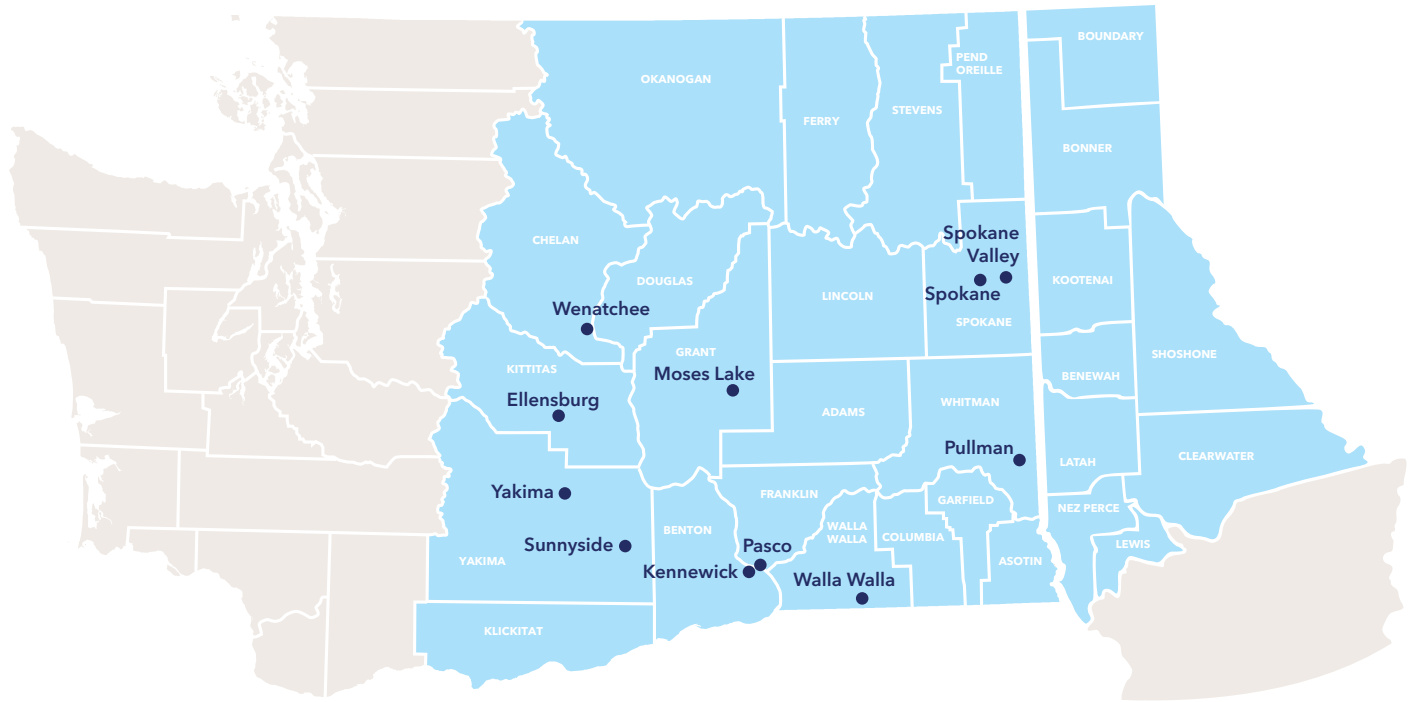 BOUNDARY
PEND
OREILLE
OKANOGAN
STEVENS
FERRY
BONNER
Spokane
Valley
CHELAN
DOUGLAS
KOOTENAI
Spokane
LINCOLN
Wenatchee
SPOKANE
GRANT
SHOSHONE
KITTITAS
Moses Lake
BENEWAH
Ellensburg
WHITMAN
ADAMS
Pullman
CLEARWATER
LATAH
Yakima
FRANKLIN
GARFIELD
NEZ PERCE
WALLA
WALLA
BENTON
COLUMBIA
Sunnyside
Pasco
LEWIS
YAKIMA
ASOTIN
Kennewick
Walla Walla
KLICKITAT